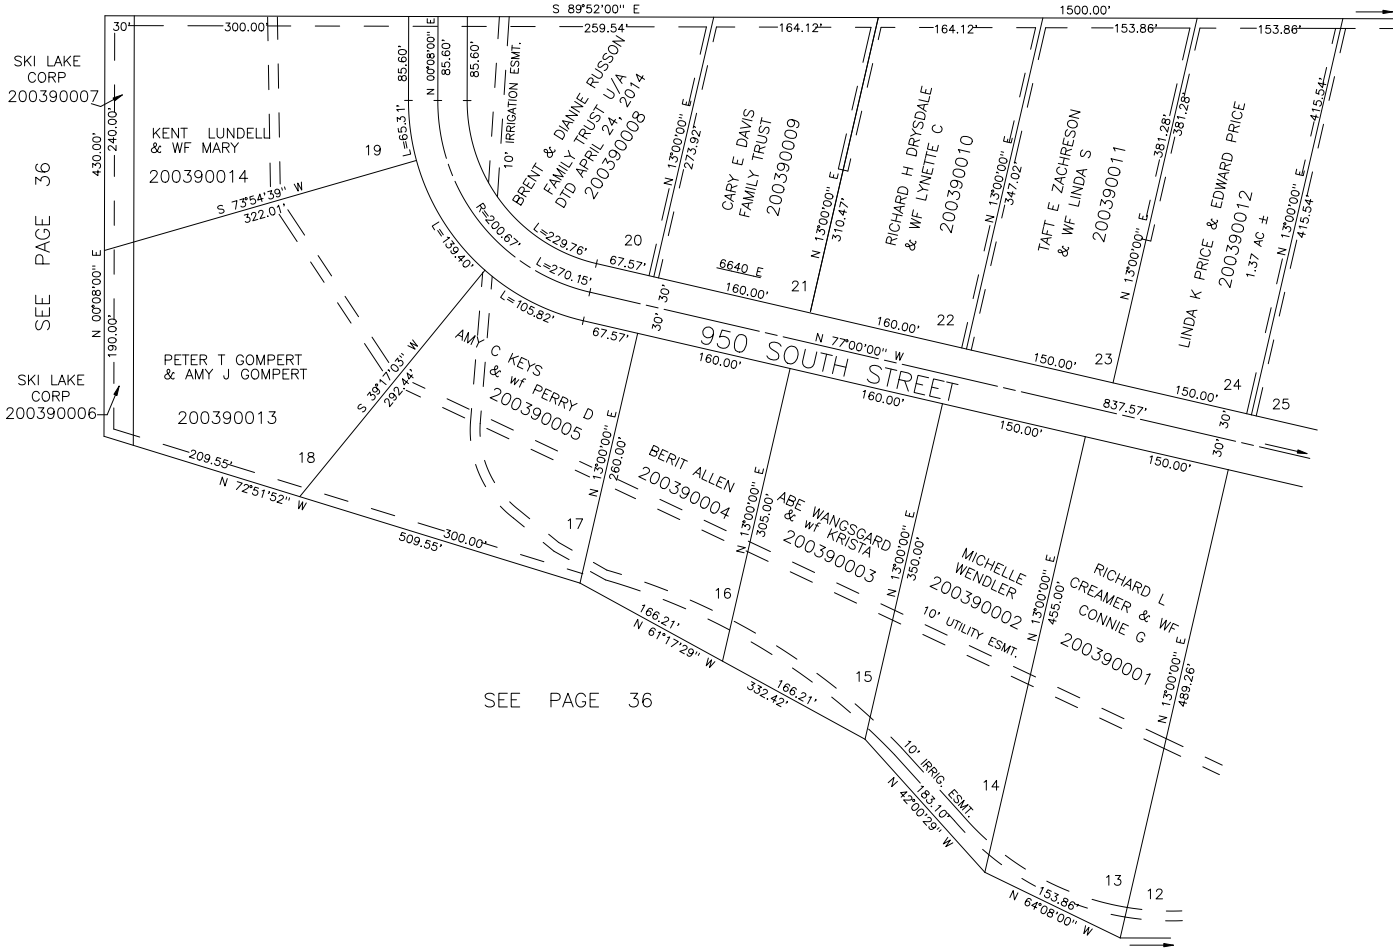 S 89°52'00" E
1500.00'
30'
300.00'
259.54'
164.12'
164.12'
153.86'
153.86'
SKI LAKE
CORP
200390007
430.00'
240.00'
N 00°08'00" E
190.00'
SEE PAGE 36
KENT LUNDELL
& WF MARY
200390014
19
S 73°54'39" W
322.01'
85.60'
N 00°08'00" E
85.60'
85.60'
L=65.31'
10' IRRIGATION ESMT.
BRENT & DIANNE RUSSON
FAMILY TRUST U/A
DTD APRIL 24, 2014
200390008
20
N 13°00'00" E
273.92'
CARY E DAVIS
FAMILY TRUST
200390009
21
N 13°00'00" E
310.47'
RICHARD H DRYSDALE
& WF LYNETTE C
200390010
22
N 13°00'00" E
347.02'
TAFT E ZACHRESON
& WF LINDA S
200390011
23
N 13°00'00" E
381.28'
381.28'
LINDA K PRICE & EDWARD PRICE
200390012
1.37 AC ±
24
N 13°00'00" E
415.54'
415.54'
25
L=139.40'
R=200.67'
L=229.76'
L=270.15'
L=105.82'
67.57'
67.57'
6640 E
160.00'
160.00'
150.00'
150.00'
30'
30'
N 77°00'00" W
837.57'
30'
30'
950 SOUTH STREET
160.00'
160.00'
150.00'
150.00'
SKI LAKE
CORP
200390006
PETER T GOMPERT
& AMY J GOMPERT
200390013
18
S 39°17'03" W
292.44'
209.55'
N 72°51'52" W
300.00'
509.55'
AMY C KEYS
& wf PERRY D
200390005
17
N 13°00'00" E
260.00'
BERIT ALLEN
200390004
16
N 13°00'00" E
305.00'
ABE WANGSGARD
& wf KRISTA
200390003
15
N 13°00'00" E
350.00'
MICHELLE
WENDLER
200390002
10' UTILITY ESMT.
14
N 13°00'00" E
455.00'
RICHARD L
CREAMER & WF
CONNIE G
200390001
13
N 13°00'00" E
489.26'
12
166.21'
N 61°17'29" W
166.21'
332.42'
10' IRRIG. ESMT.
183.10'
N 42°00'29" W
153.86'
N 64°08'00" W
SEE PAGE 36